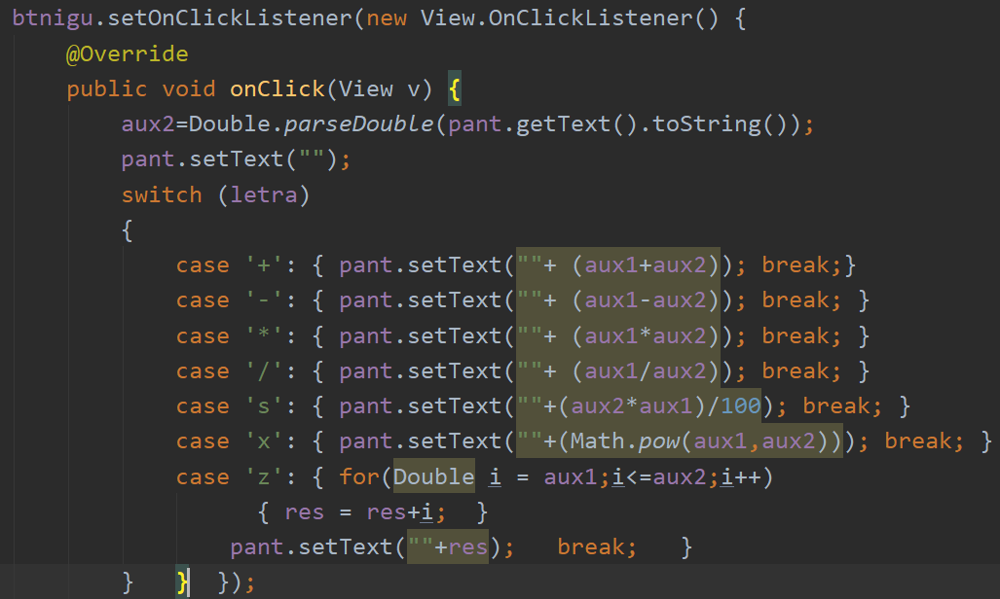 btnigu.setOnClickListener(new View.OnClickListener() {
@Override
public void onClick(View v) {
aux2=Double.parseDouble(pant.getText().toString());
pant.setText("");
switch (letra)
{
case '+': { pant.setText(""+ (aux1+aux2)); break;}
case '-': { pant.setText(""+ (aux1-aux2)); break; }
case '*': { pant.setText(""+ (aux1*aux2)); break; }
case '/': { pant.setText(""+ (aux1/aux2)); break; }
case 's': { pant.setText(""+(aux2*aux1)/100); break; }
case 'x': { pant.setText(""+(Math.pow(aux1,aux2))); break; }
case 'z': { for(Double i = aux1;i<=aux2;i++)
{ res = res+i; }
pant.setText(""+res); break; }
} } });